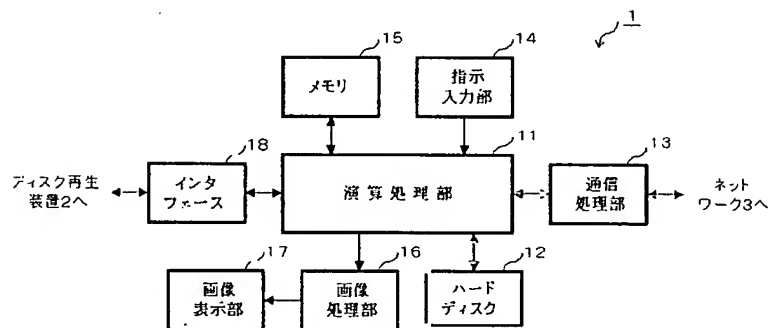 1
15
14
メモリ
指示
入力部
11
18
13
ディスク再生
装置2へ
インタ
フェース
演算処理部
通信
処理部
ネット
ワーク3へ
17
16
12
画像
表示部
画像
処理部
ハード
ディスク